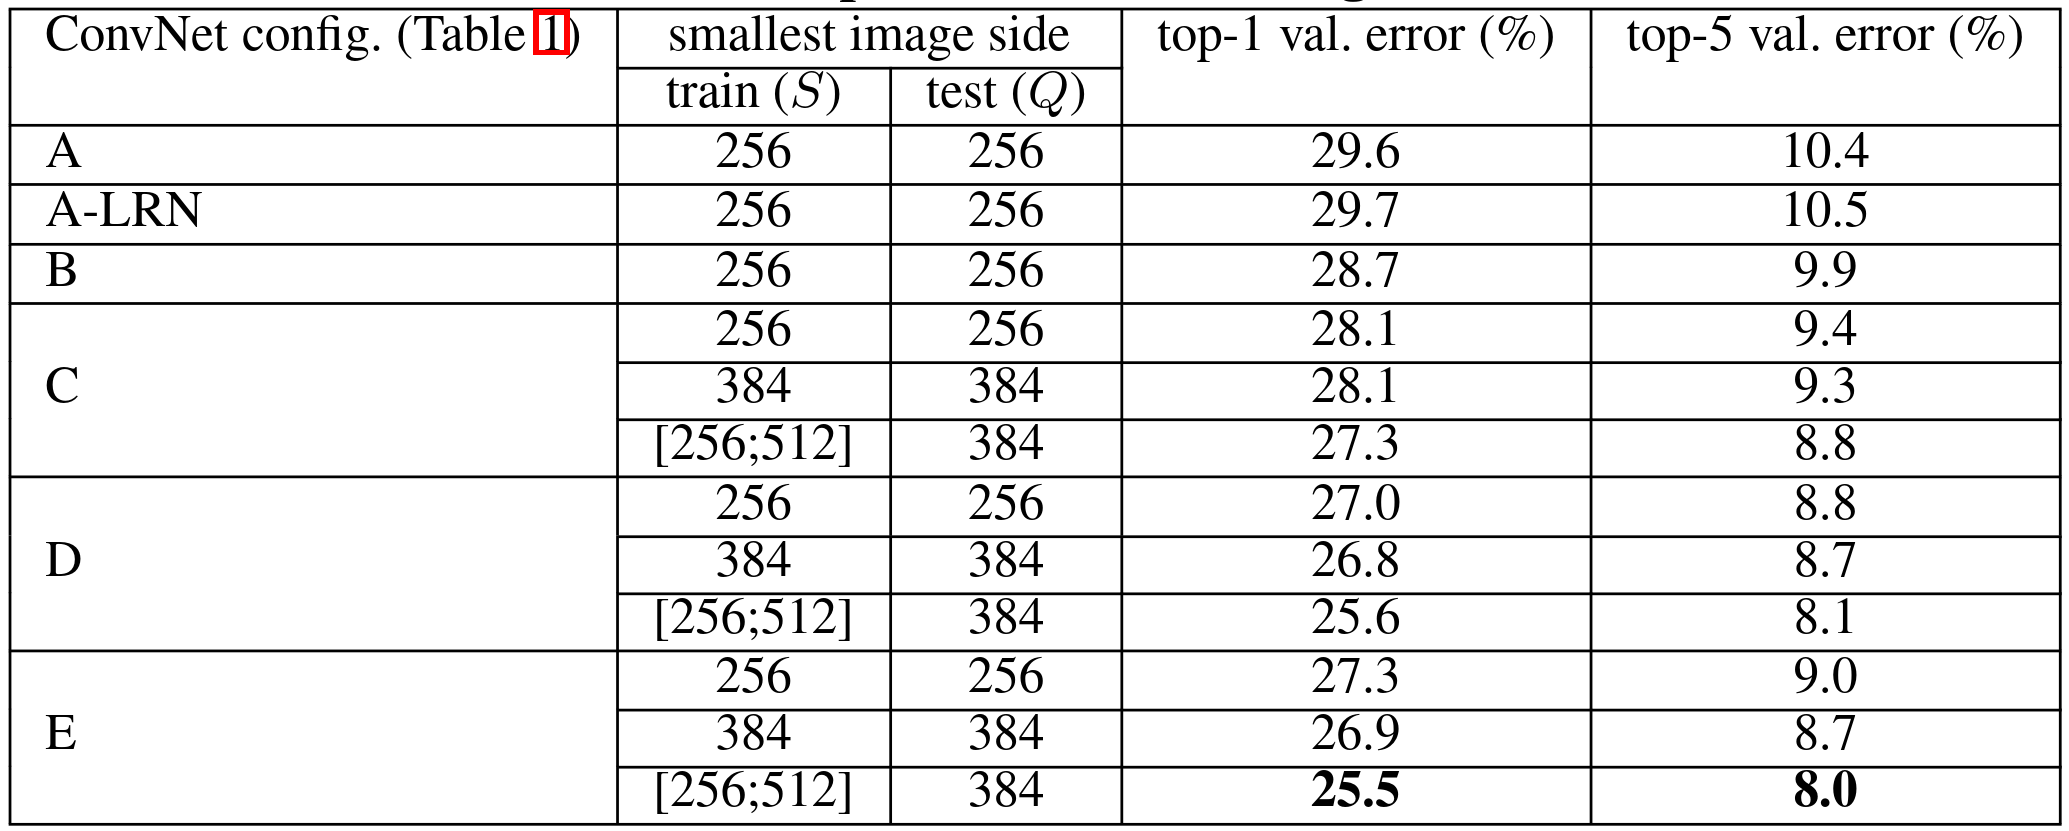 ConvNet config. (Table 1) smallest image side top-1 val. error (%) top-5 val. error (%)
train (S) test (Q)
A 256 256 29.6 10.4
A-LRN 256 256 29.7 10.5
B 256 256 28.7 9.9
C 256 256 28.1 9.4
384 384 28.1 9.3
[256;512] 384 27.3 8.8
D 256 256 27.0 8.8
384 384 26.8 8.7
[256;512] 384 25.6 8.1
E 256 256 27.3 9.0
384 384 26.9 8.7
[256;512] 384 25.5 8.0